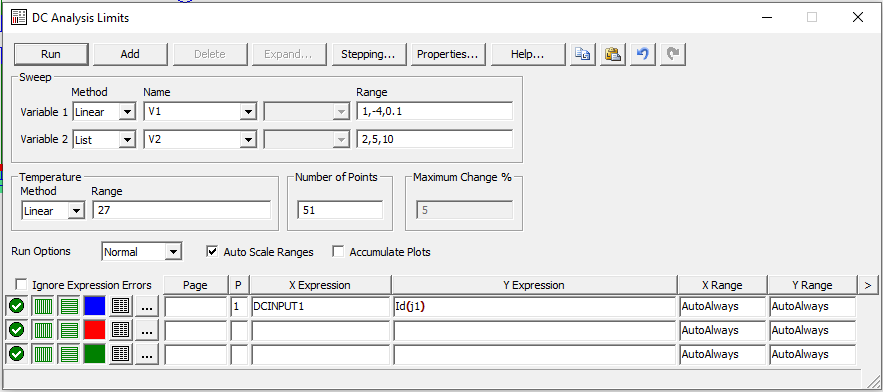 DC Analysis Limits
Run Add Delete Expand... Stepping... Properties... Help...
Sweep
Method Name Range
Variable 1 Linear V1 1,-4,0.1
Variable 2 List V2 2,5,10
Temperature Number of Points Maximum Change %
Method Range
Linear 27 51 5
Run Options Normal Auto Scale Ranges Accumulate Plots
Ignore Expression Errors Page P X Expression Y Expression X Range Y Range >
... 1 DCINPUT1 Id(j1) AutoAlways AutoAlways
... AutoAlways AutoAlways
... AutoAlways AutoAlways